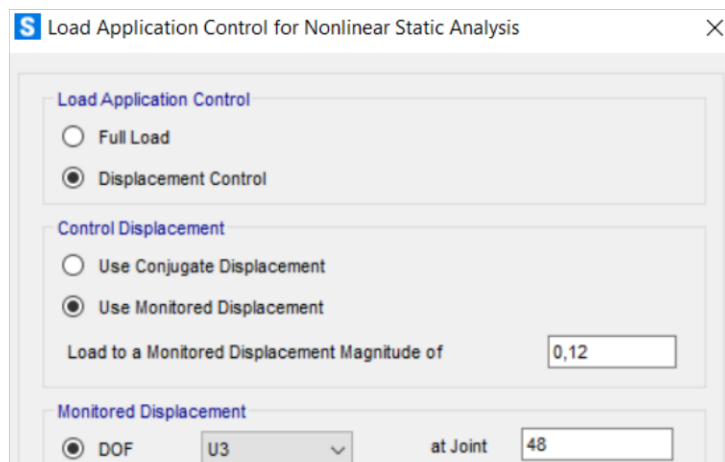 S Load Application Control for Nonlinear Static Analysis
Load Application Control
Full Load
Displacement Control
Control Displacement
Use Conjugate Displacement
Use Monitored Displacement
Load to a Monitored Displacement Magnitude of 0,12
Monitored Displacement
DOF U3 at Joint 48